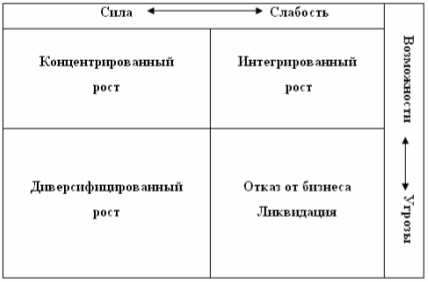 Сила Слабость
Концентрированный
рост
Интегрированный
рост
Возможности
Диверсифицированный
рост
Отказ от бизнеса
Ликвидация
Угрозы